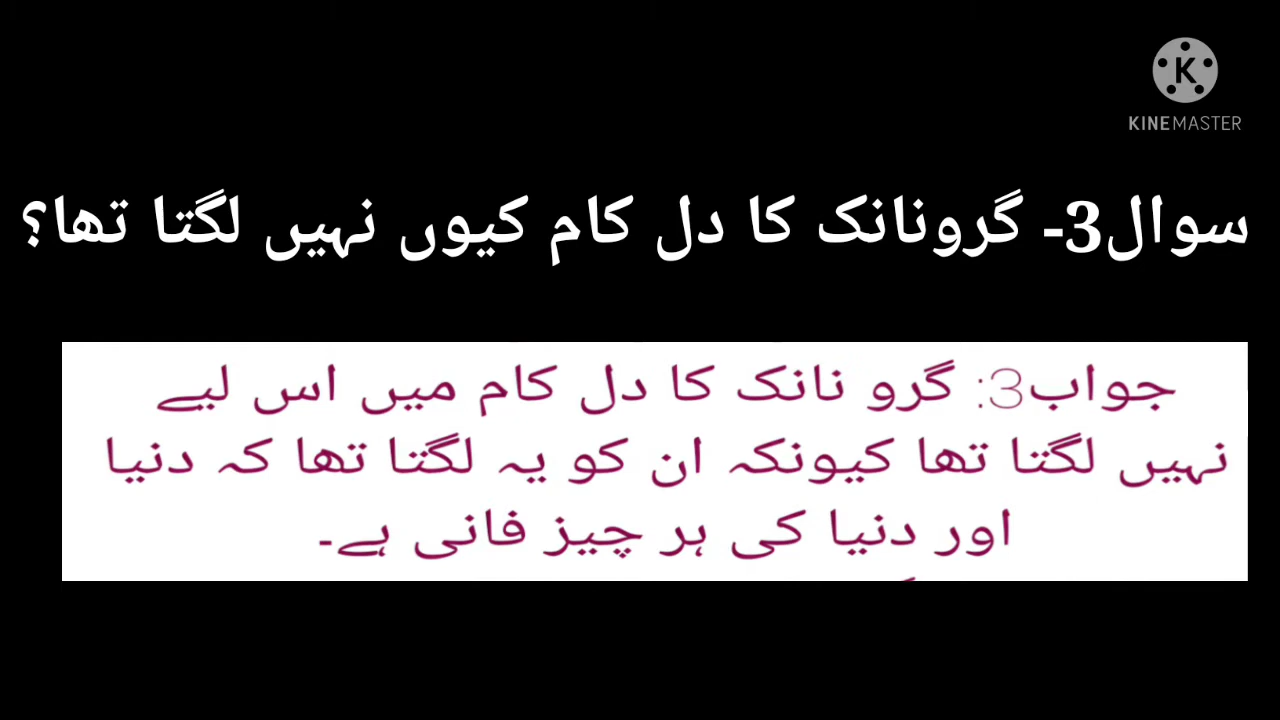 KINEMASTER
سوال3- گرونانک کا دل کام کیوں نہیں لگتا تھا؟
جواب3: گرو نانک کا دل کام میں اس لیے
نہیں لگتا تھا کیونکہ ان کو یہ لگتا تھا کہ دنیا
اور دنیا کی ہر چیز فانی ہے۔